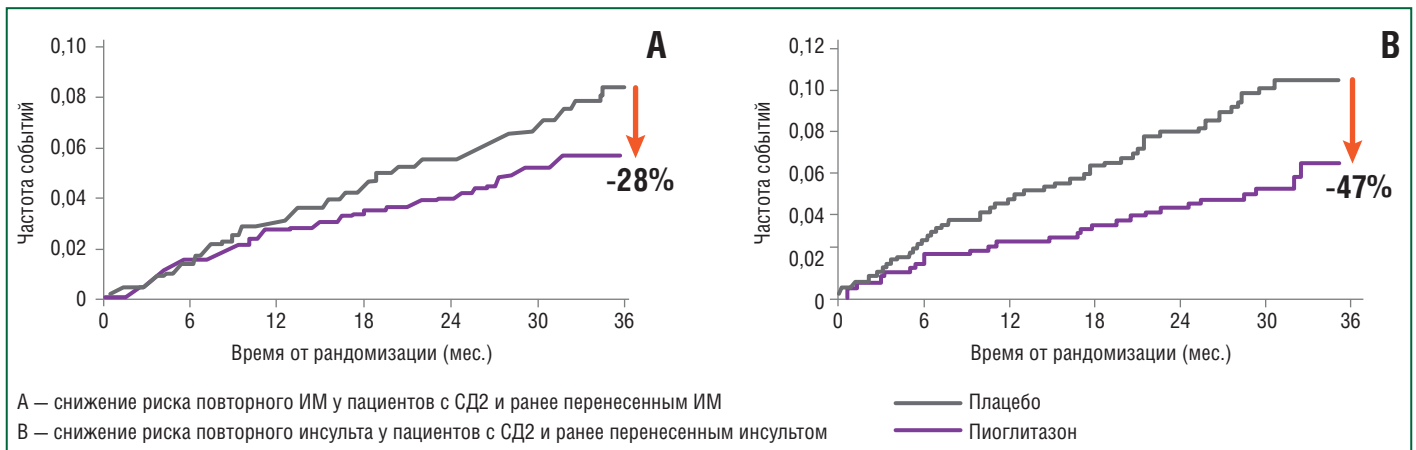 A
0,10
0,08
0,06
0,04
0,02
0
Частота событий
-28%
0 6 12 18 24 30 36
Время от рандомизации (мес.)
B
0,12
0,10
0,08
0,06
0,04
0,02
0
Частота событий
-47%
0 6 12 18 24 30 36
Время от рандомизации (мес.)
А — снижение риска повторного ИМ у пациентов с СД2 и ранее перенесенным ИМ
В — снижение риска повторного инсульта у пациентов с СД2 и ранее перенесенным инсультом
Плацебо
Пиоглитазон